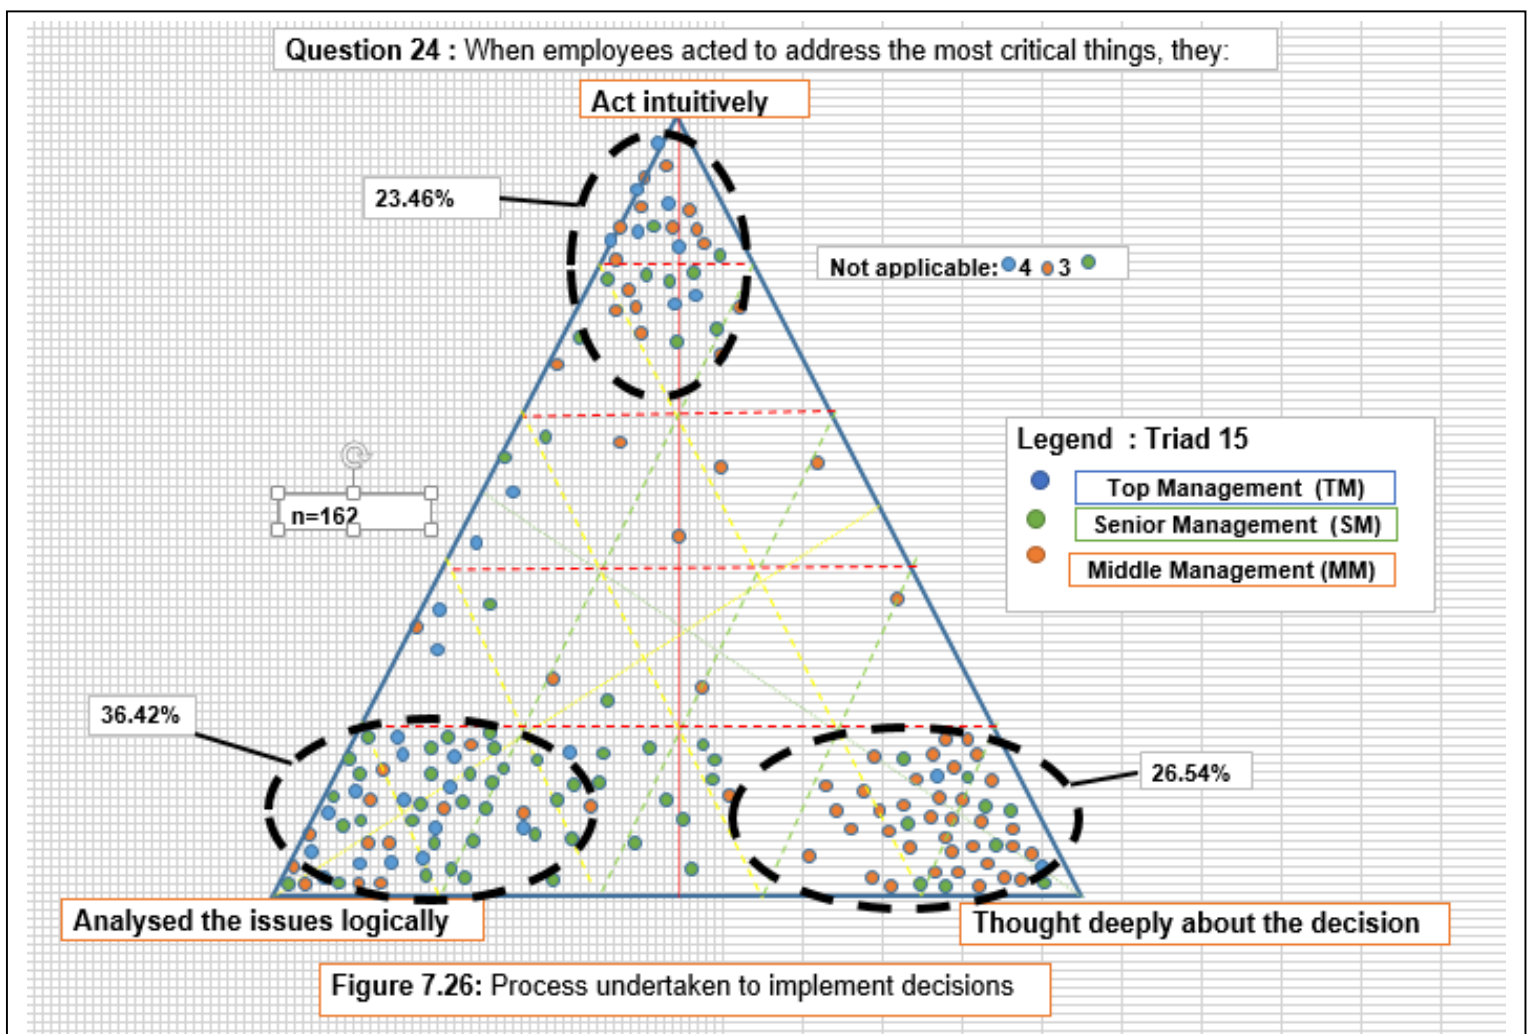 Question 24 : When employees acted to address the most critical things, they:
Act intuitively
23.46%
Not applicable: 4 3
Legend : Triad 15
Top Management (TM)
Senior Management (SM)
Middle Management (MM)
n=162
36.42%
26.54%
Analysed the issues logically
Thought deeply about the decision
Figure 7.26: Process undertaken to implement decisions